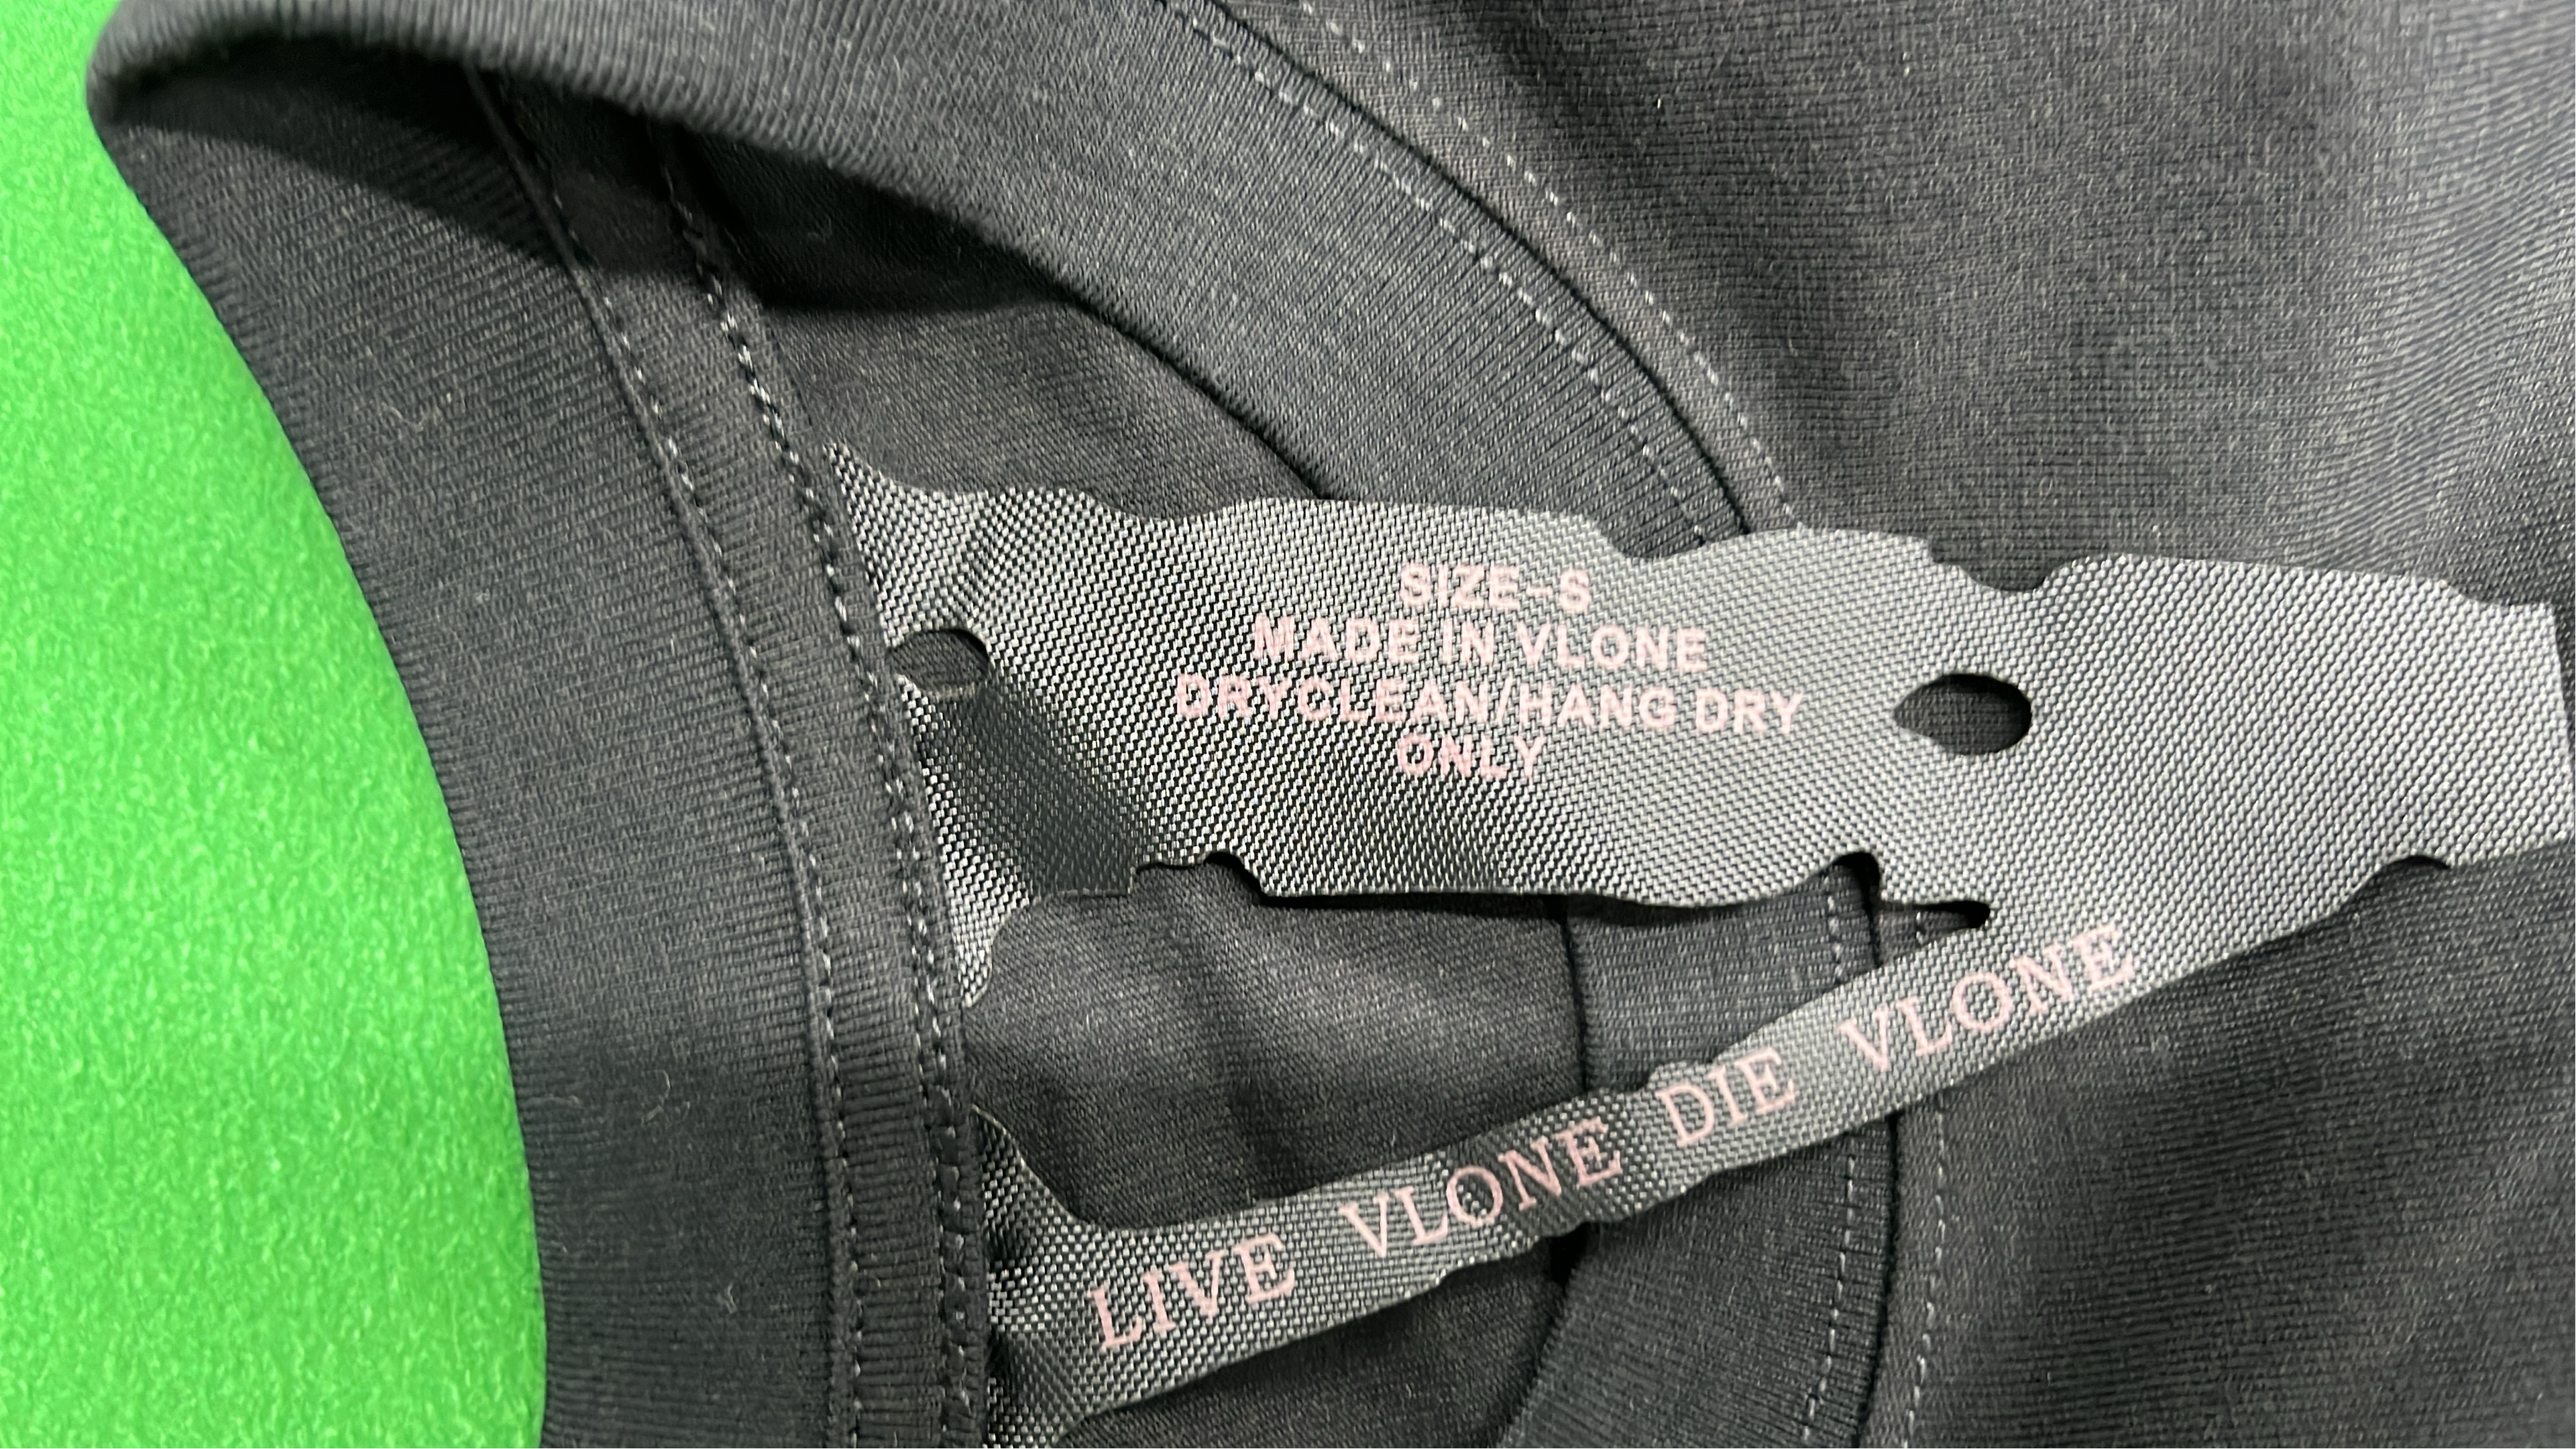 SIZE-S
MADE IN VLONE
DRYCLEAN/HANG DRY
ONLY
LIVE VLONE DIE VLONE